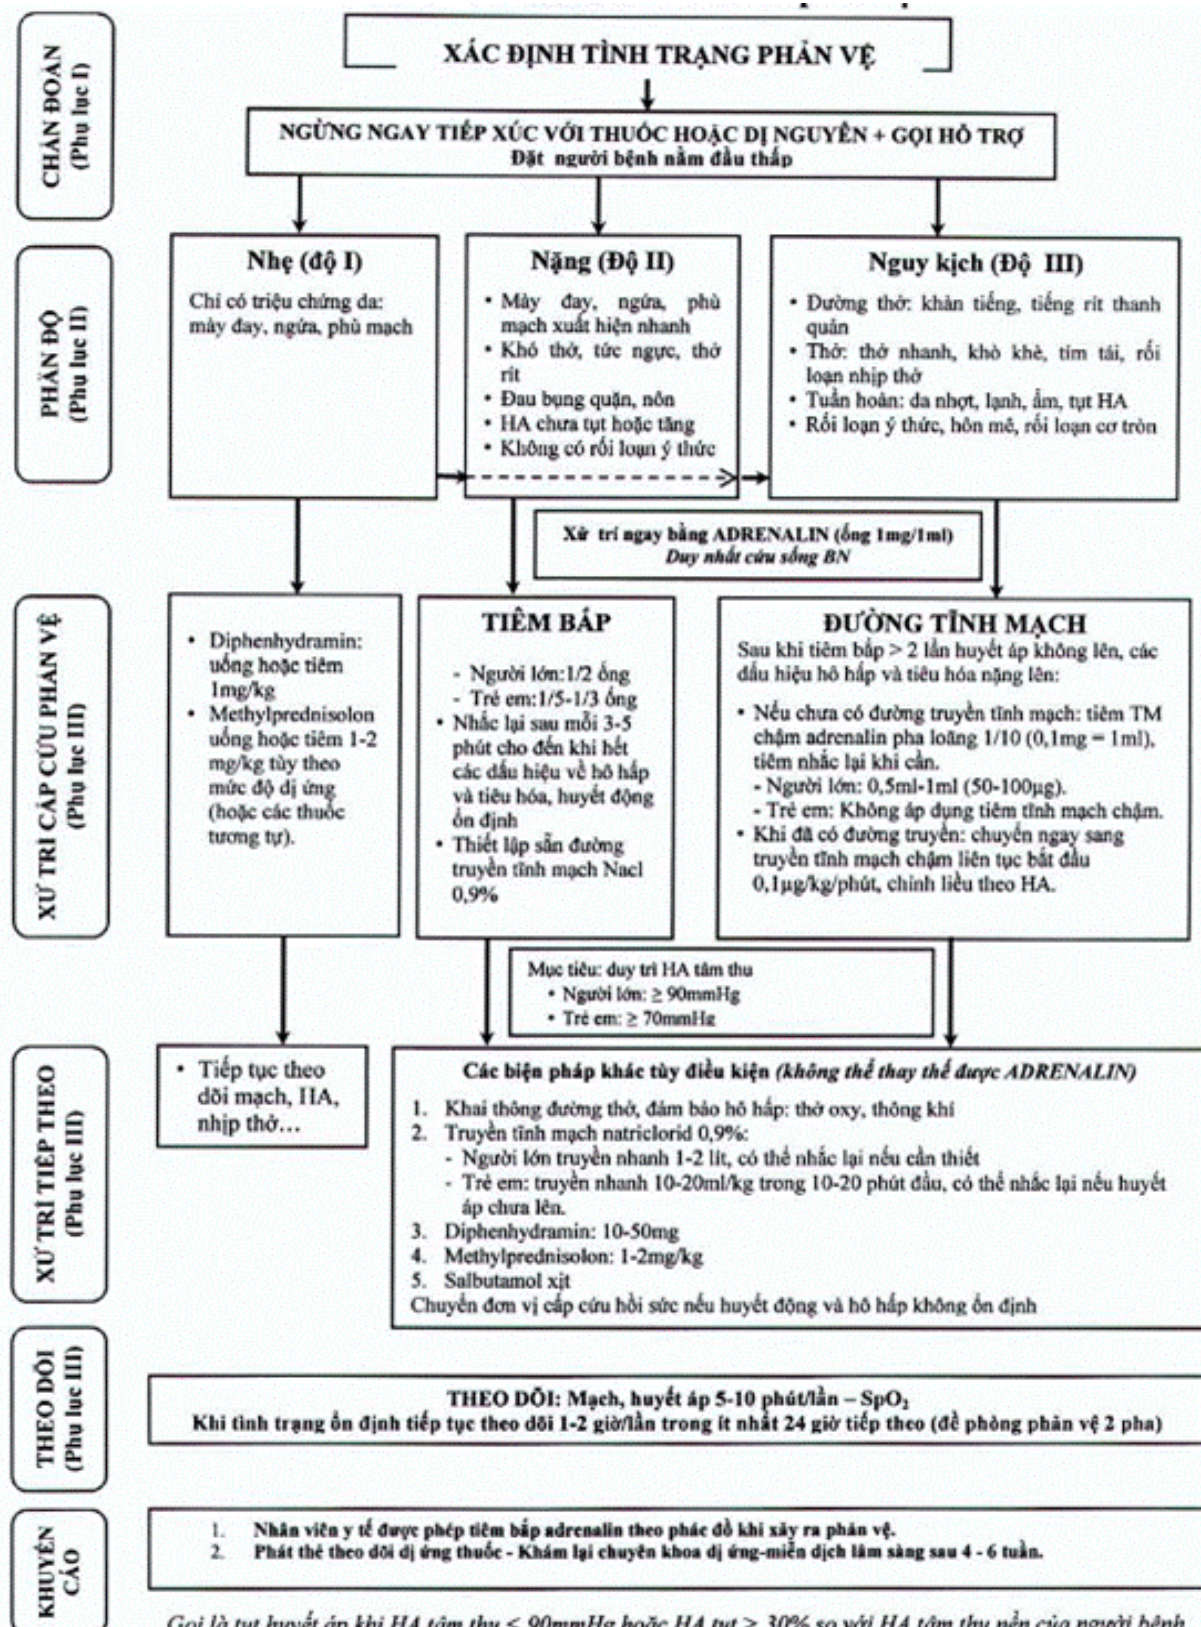 XÁC ĐỊNH TÌNH TRẠNG PHẢN VỆ
CHẨN ĐOÁN
(Phụ lục I)
NGỪNG NGAY TIẾP XÚC VỚI THUỐC HOẶC DỊ NGUYÊN + GỌI HỖ TRỢ
Đặt người bệnh nằm đầu thấp
PHÂN ĐỘ
(Phụ lục II)
Nhẹ (độ I)
Chỉ có triệu chứng da:
mày đay, ngứa, phù mạch
Nặng (Độ II)
• Mày đay, ngứa, phù
mạch xuất hiện nhanh
• Khó thở, tức ngực, thở
rít
• Đau bụng quặn, nôn
• HA chưa tụt hoặc tăng
• Không có rối loạn ý thức
Nguy kịch (Độ III)
• Đường thở: khàn tiếng, tiếng rít thanh
quản
• Thở: thở nhanh, khò khè, tím tái, rối
loạn nhịp thở
• Tuần hoàn: da nhợt, lạnh, ẩm, tụt HA
• Rối loạn ý thức, hôn mê, rối loạn cơ tròn
Xử trí ngay bằng ADRENALIN (ống 1mg/1ml)
Duy nhất cứu sống BN
XỬ TRÍ CẤP CỨU PHẢN VỆ
(Phụ lục III)
• Diphenhydramin:
uống hoặc tiêm
1mg/kg
• Methylprednisolon
uống hoặc tiêm 1-2
mg/kg tùy theo
mức độ dị ứng
(hoặc các thuốc
tương tự).
TIÊM BẮP
- Người lớn:1/2 ống
- Trẻ em:1/5-1/3 ống
• Nhắc lại sau mỗi 3-5
phút cho đến khi hết
các dấu hiệu về hô hấp
và tiêu hóa, huyết động
ổn định
• Thiết lập sẵn đường
truyền tĩnh mạch Nacl
0,9%
ĐƯỜNG TĨNH MẠCH
Sau khi tiêm bắp > 2 lần huyết áp không lên, các
dấu hiệu hô hấp và tiêu hóa nặng lên:
• Nếu chưa có đường truyền tĩnh mạch: tiêm TM
chậm adrenalin pha loãng 1/10 (0,1mg = 1ml),
tiêm nhắc lại khi cần.
- Người lớn: 0,5ml-1ml (50-100µg).
- Trẻ em: Không áp dụng tiêm tĩnh mạch chậm.
• Khi đã có đường truyền: chuyển ngay sang
truyền tĩnh mạch chậm liên tục bắt đầu
0,1µg/kg/phút, chỉnh liều theo HA.
Mục tiêu: duy trì HA tâm thu
• Người lớn: ≥ 90mmHg
• Trẻ em: ≥ 70mmHg
XỬ TRÍ TIẾP THEO
(Phụ lục III)
• Tiếp tục theo
dõi mạch, HA,
nhịp thở...
Các biện pháp khác tùy điều kiện (không thể thay thế được ADRENALIN)
1. Khai thông đường thở, đảm bảo hô hấp: thở oxy, thông khí
2. Truyền tĩnh mạch natriclorid 0,9%:
- Người lớn truyền nhanh 1-2 lít, có thể nhắc lại nếu cần thiết
- Trẻ em: truyền nhanh 10-20ml/kg trong 10-20 phút đầu, có thể nhắc lại nếu huyết
áp chưa lên.
3. Diphenhydramin: 10-50mg
4. Methylprednisolon: 1-2mg/kg
5. Salbutamol xịt
Chuyển đơn vị cấp cứu hồi sức nếu huyết động và hô hấp không ổn định
THEO DÕI
(Phụ lục III)
THEO DÕI: Mạch, huyết áp 5-10 phút/lần – SpO₂
Khi tình trạng ổn định tiếp tục theo dõi 1-2 giờ/lần trong ít nhất 24 giờ tiếp theo (đề phòng phản vệ 2 pha)
KHUYẾN
CÁO
1. Nhân viên y tế được phép tiêm bắp adrenalin theo phác đồ khi xảy ra phản vệ.
2. Phát thẻ theo dõi dị ứng thuốc - Khám lại chuyên khoa dị ứng-miễn dịch lâm sàng sau 4 - 6 tuần.
Gọi là tụt huyết áp khi HA tâm thu < 90mmHg hoặc HA tụt > 30% so với HA tâm thu nền của người bệnh